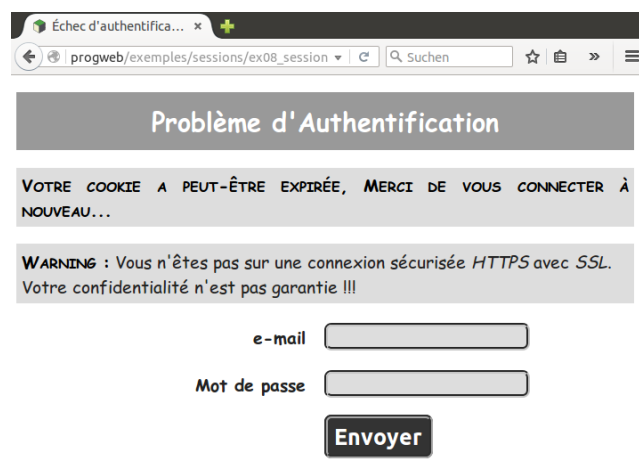 Échec d'authentifica... ×
progweb/exemples/sessions/ex08_session
Suchen
»
Problème d'Authentification
VOTRE COOKIE A PEUT-ÊTRE EXPIRÉE, MERCI DE VOUS CONNECTER À
NOUVEAU...
WARNING : Vous n'êtes pas sur une connexion sécurisée HTTPS avec SSL.
Votre confidentialité n'est pas garantie !!!
e-mail
Mot de passe
Envoyer